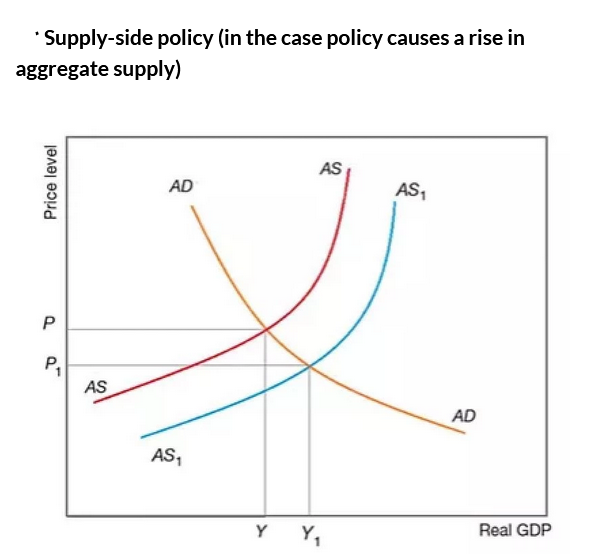 * Supply-side policy (in the case policy causes a rise in
aggregate supply)
Price level
AD
AS
AS₁
P
P₁
AS
AD
AS₁
Y
Y₁
Real GDP